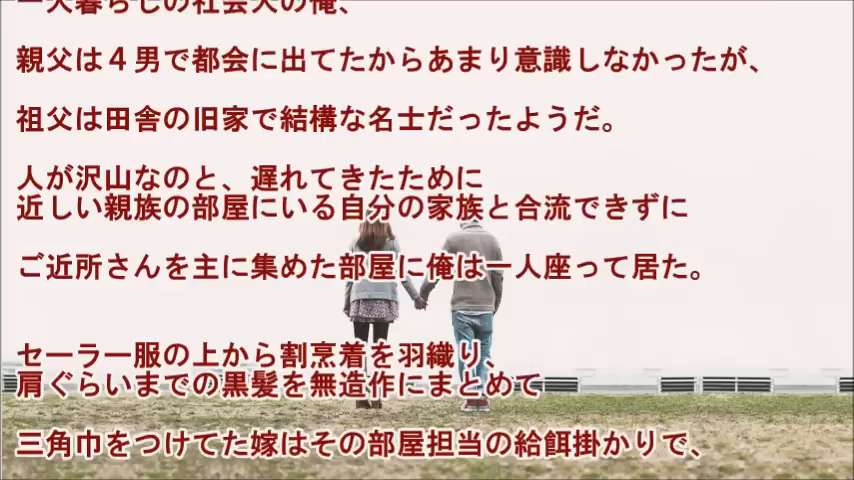 一人暮らしの社会人の俺、
親父は４男で都会に出てたからあまり意識しなかったが、
祖父は田舎の旧家で結構な名士だったようだ。
人が沢山なのと、遅れてきたために
近しい親族の部屋にいる自分の家族と合流できずに
ご近所さんを主に集めた部屋に俺は一人座って居た。
セーラー服の上から割烹着を羽織り、
肩ぐらいまでの黒髪を無造作にまとめて
三角巾をつけてた嫁はその部屋担当の給餌掛かりで、